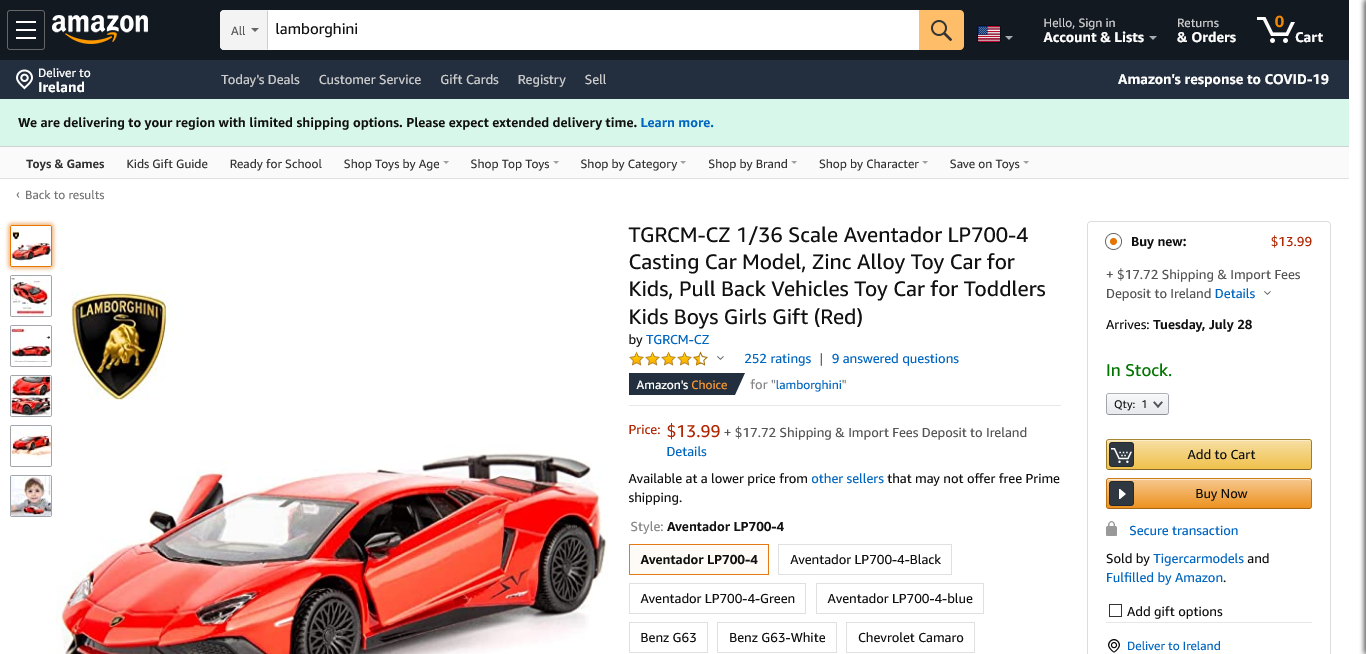 amazon
All
lamborghini
Hello, Sign in
Account & Lists
Returns
& Orders
0
Cart
Deliver to
Ireland
Today's Deals
Customer Service
Gift Cards
Registry
Sell
Amazon's response to COVID-19
We are delivering to your region with limited shipping options. Please expect extended delivery time. Learn more.
Toys & Games
Kids Gift Guide
Ready for School
Shop Toys by Age
Shop Top Toys
Shop by Category
Shop by Brand
Shop by Character
Save on Toys
‹ Back to results
LAMBORGHINI
TGRCM-CZ 1/36 Scale Aventador LP700-4
Casting Car Model, Zinc Alloy Toy Car for
Kids, Pull Back Vehicles Toy Car for Toddlers
Kids Boys Girls Gift (Red)
by TGRCM-CZ
252 ratings | 9 answered questions
Amazon's Choice for "lamborghini"
Price: $13.99 + $17.72 Shipping & Import Fees Deposit to Ireland
Details
Available at a lower price from other sellers that may not offer free Prime
shipping.
Style: Aventador LP700-4
Aventador LP700-4
Aventador LP700-4-Black
Aventador LP700-4-Green
Aventador LP700-4-blue
Benz G63
Benz G63-White
Chevrolet Camaro
SV
Buy new:
$13.99
+ $17.72 Shipping & Import Fees
Deposit to Ireland Details
Arrives: Tuesday, July 28
In Stock.
Qty: 1
Add to Cart
Buy Now
Secure transaction
Sold by Tigercarmodels and
Fulfilled by Amazon.
Add gift options
Deliver to Ireland